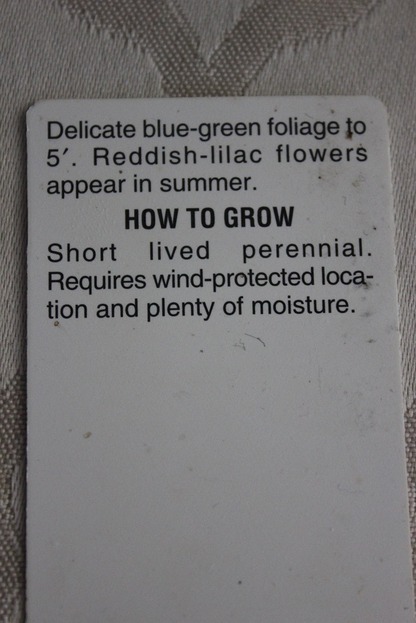 Delicate blue-green foliage to
5′. Reddish-lilac flowers
appear in summer.
HOW TO GROW
Short lived perennial.
Requires wind-protected loca-
tion and plenty of moisture.